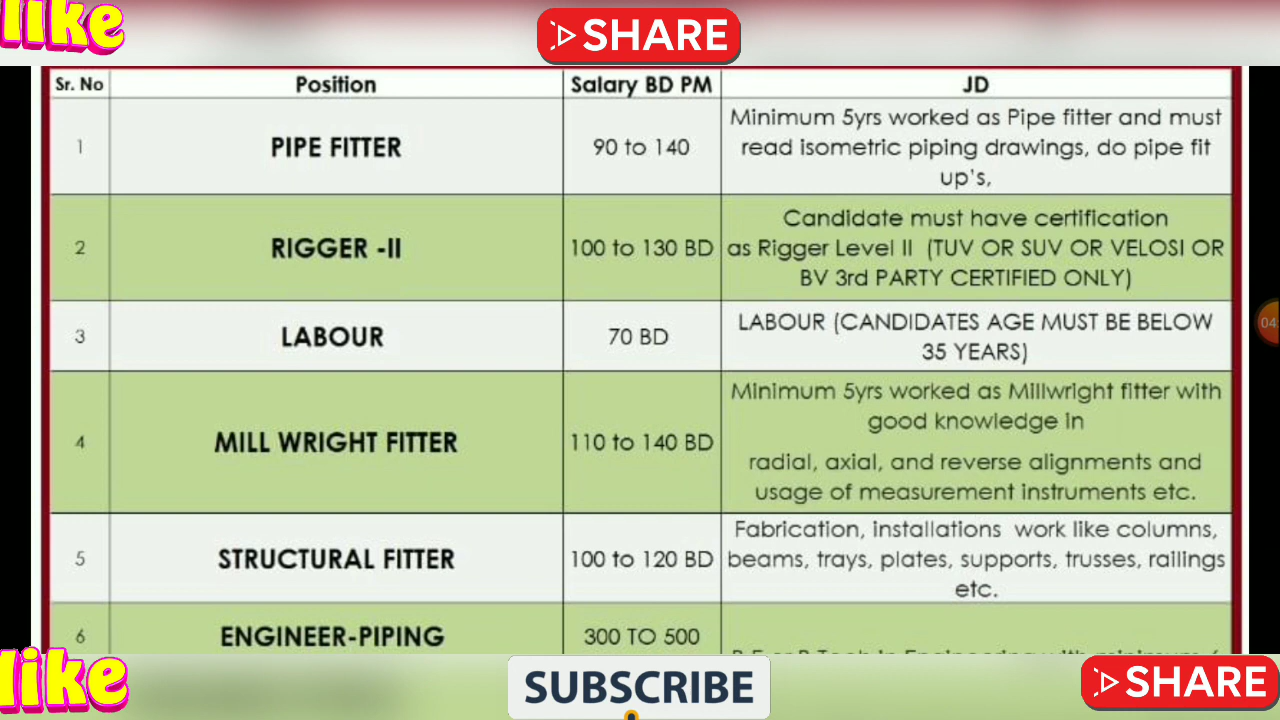 like
SHARE
Sr. No Position Salary BD PM JD
1 PIPE FITTER 90 to 140 Minimum 5yrs worked as Pipe fitter and must
read isometric piping drawings, do pipe fit
up's,
2 RIGGER -II 100 to 130 BD Candidate must have certification
as Rigger Level II (TUV OR SUV OR VELOSI OR
BV 3rd PARTY CERTIFIED ONLY)
3 LABOUR 70 BD LABOUR (CANDIDATES AGE MUST BE BELOW
35 YEARS)
04
4 MILL WRIGHT FITTER 110 to 140 BD Minimum 5yrs worked as Millwright fitter with
good knowledge in
radial, axial, and reverse alignments and
usage of measurement instruments etc.
5 STRUCTURAL FITTER 100 to 120 BD Fabrication, installations work like columns,
beams, trays, plates, supports, trusses, railings
etc.
6 ENGINEER-PIPING 300 TO 500
like
SUBSCRIBE
SHARE